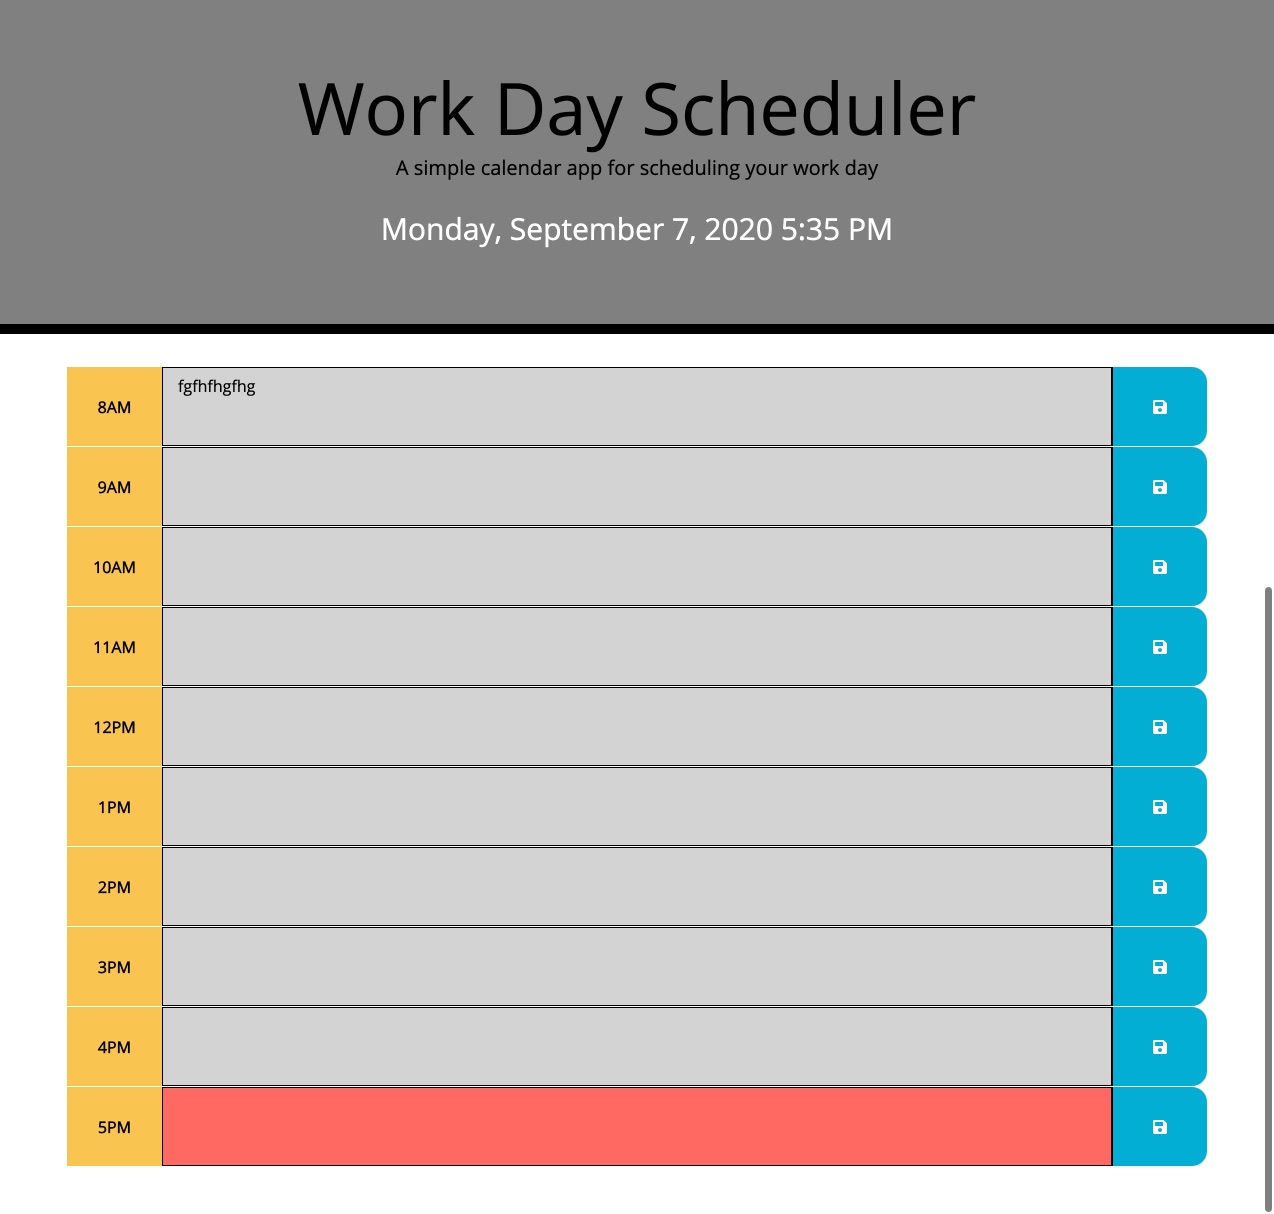 Work Day Scheduler
A simple calendar app for scheduling your work day
Monday, September 7, 2020 5:35 PM
8AM
fgfhfhgfhg
9AM
10AM
11AM
12PM
1PM
2PM
3PM
4PM
5PM